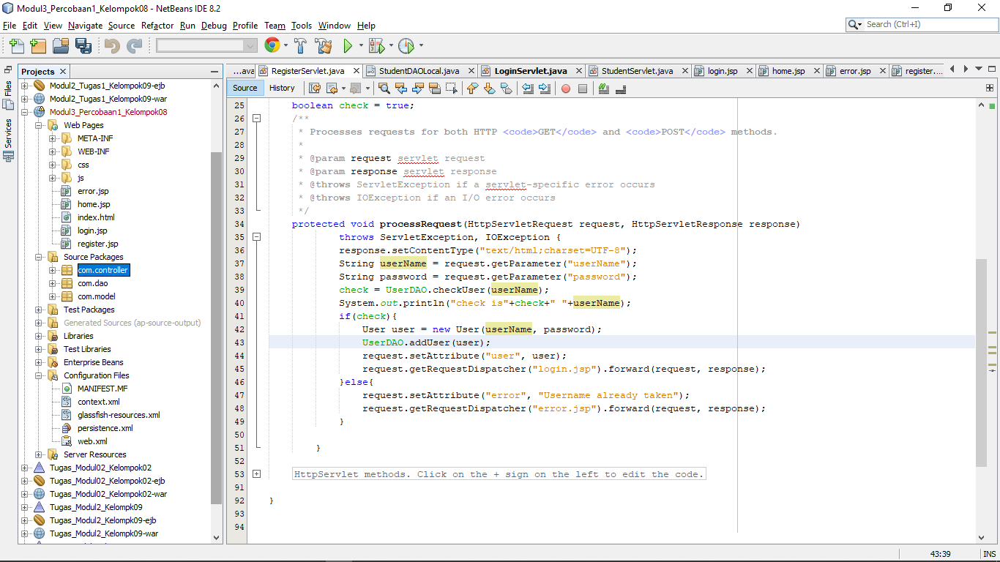 Modul3_Percobaan1_Kelompok08 - NetBeans IDE 8.2
File Edit View Navigate Source Refactor Run Debug Profile Team Tools Window Help
Search (Ctrl+I)
Files
Services
Projects
Modul2_Tugas1_Kelompok09-ejb
Modul2_Tugas1_Kelompok09-war
Modul3_Percobaan1_Kelompok08
Web Pages
META-INF
WEB-INF
css
js
error.jsp
home.jsp
index.html
login.jsp
register.jsp
Source Packages
com.controller
com.dao
com.model
Test Packages
Generated Sources (ap-source-output)
Libraries
Test Libraries
Enterprise Beans
Configuration Files
MANIFEST.MF
context.xml
glassfish-resources.xml
persistence.xml
web.xml
Server Resources
Tugas_Modul02_Kelompok02
Tugas_Modul02_Kelompok02-ejb
Tugas_Modul02_Kelompok02-war
Tugas_Modul2_Kelompk09
Tugas_Modul2_Kelompk09-ejb
Tugas_Modul2_Kelompk09-war
...ava RegisterServlet.java StudentDAOLocal.java LoginServlet.java StudentServlet.java login.jsp home.jsp error.jsp register....
Source History
25 boolean check = true;
26 /**
27 * Processes requests for both HTTP <code>GET</code> and <code>POST</code> methods.
28 *
29 * @param request servlet request
30 * @param response servlet response
31 * @throws ServletException if a servlet-specific error occurs
32 * @throws IOException if an I/O error occurs
33 */
34 protected void processRequest(HttpServletRequest request, HttpServletResponse response)
35 throws ServletException, IOException {
36 response.setContentType("text/html;charset=UTF-8");
37 String userName = request.getParameter("userName");
38 String password = request.getParameter("password");
39 check = UserDAO.checkUser(userName);
40 System.out.println("check is"+check+" "+userName);
41 if(check){
42 User user = new User(userName, password);
43 UserDAO.addUser(user);
44 request.setAttribute("user", user);
45 request.getRequestDispatcher("login.jsp").forward(request, response);
46 }else{
47 request.setAttribute("error", "Username already taken");
48 request.getRequestDispatcher("error.jsp").forward(request, response);
49 }
50
51 }
52
53 HttpServlet methods. Click on the + sign on the left to edit the code.
91
92 }
93
94
43:39 INS